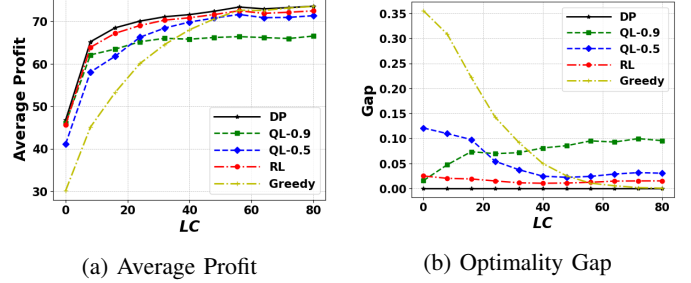 Average Profit
70
60
50
40
30
0
20
40
60
80
LC
DP
QL-0.9
QL-0.5
RL
Greedy
(a) Average Profit
Gap
0.35
0.30
0.25
0.20
0.15
0.10
0.05
0.00
0
20
40
60
80
LC
DP
QL-0.9
QL-0.5
RL
Greedy
(b) Optimality Gap